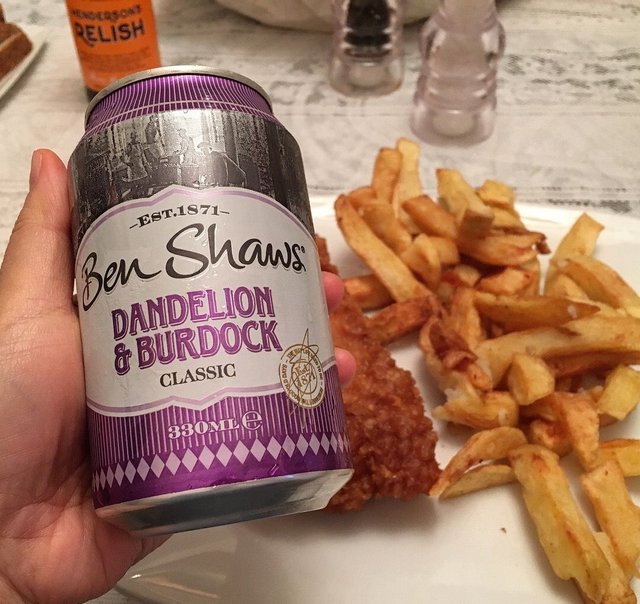 HENDERSON'S
RELISH
-EST.1871-
Ben Shaws
DANDELION
& BURDOCK
CLASSIC
330ML e